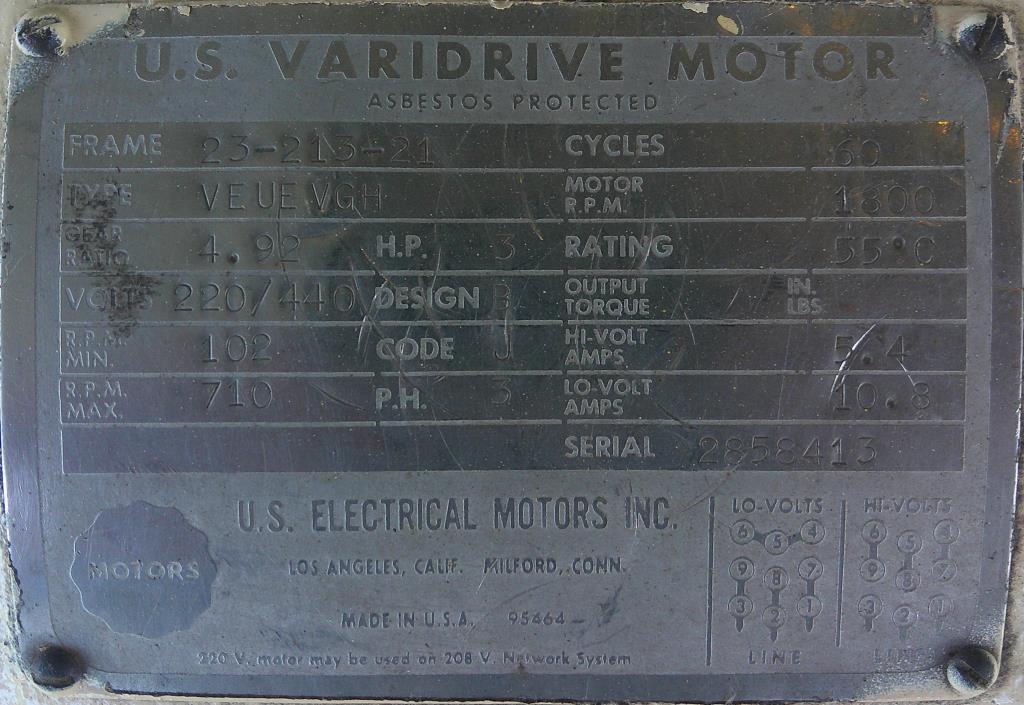 U.S. VARIDRIVE MOTOR
ASBESTOS PROTECTED
FRAME 23-213-21 CYCLES 60
TYPE VEUEVGH MOTOR R.P.M. 1800
GEAR RATIO 4.92 H.P. 3 RATING 55°C
VOLTS 220/440 DESIGN B OUTPUT TORQUE IN. LBS.
R.P.M. MIN. 102 CODE J HI-VOLT AMPS 5.4
R.P.M. MAX. 710 P.H. 3 LO-VOLT AMPS 10.8
SERIAL 2858413
U.S. ELECTRICAL MOTORS INC.
LOS ANGELES, CALIF. MILFORD, CONN.
MADE IN U.S.A. 95464-
220 V. motor may be used on 208 V. Network System
MOTORS
LO-VOLTS
6 5 4
9 8 7
3 2 1
LINE
HI-VOLTS
6 5 4
9 8 7
3 2 1
LINE